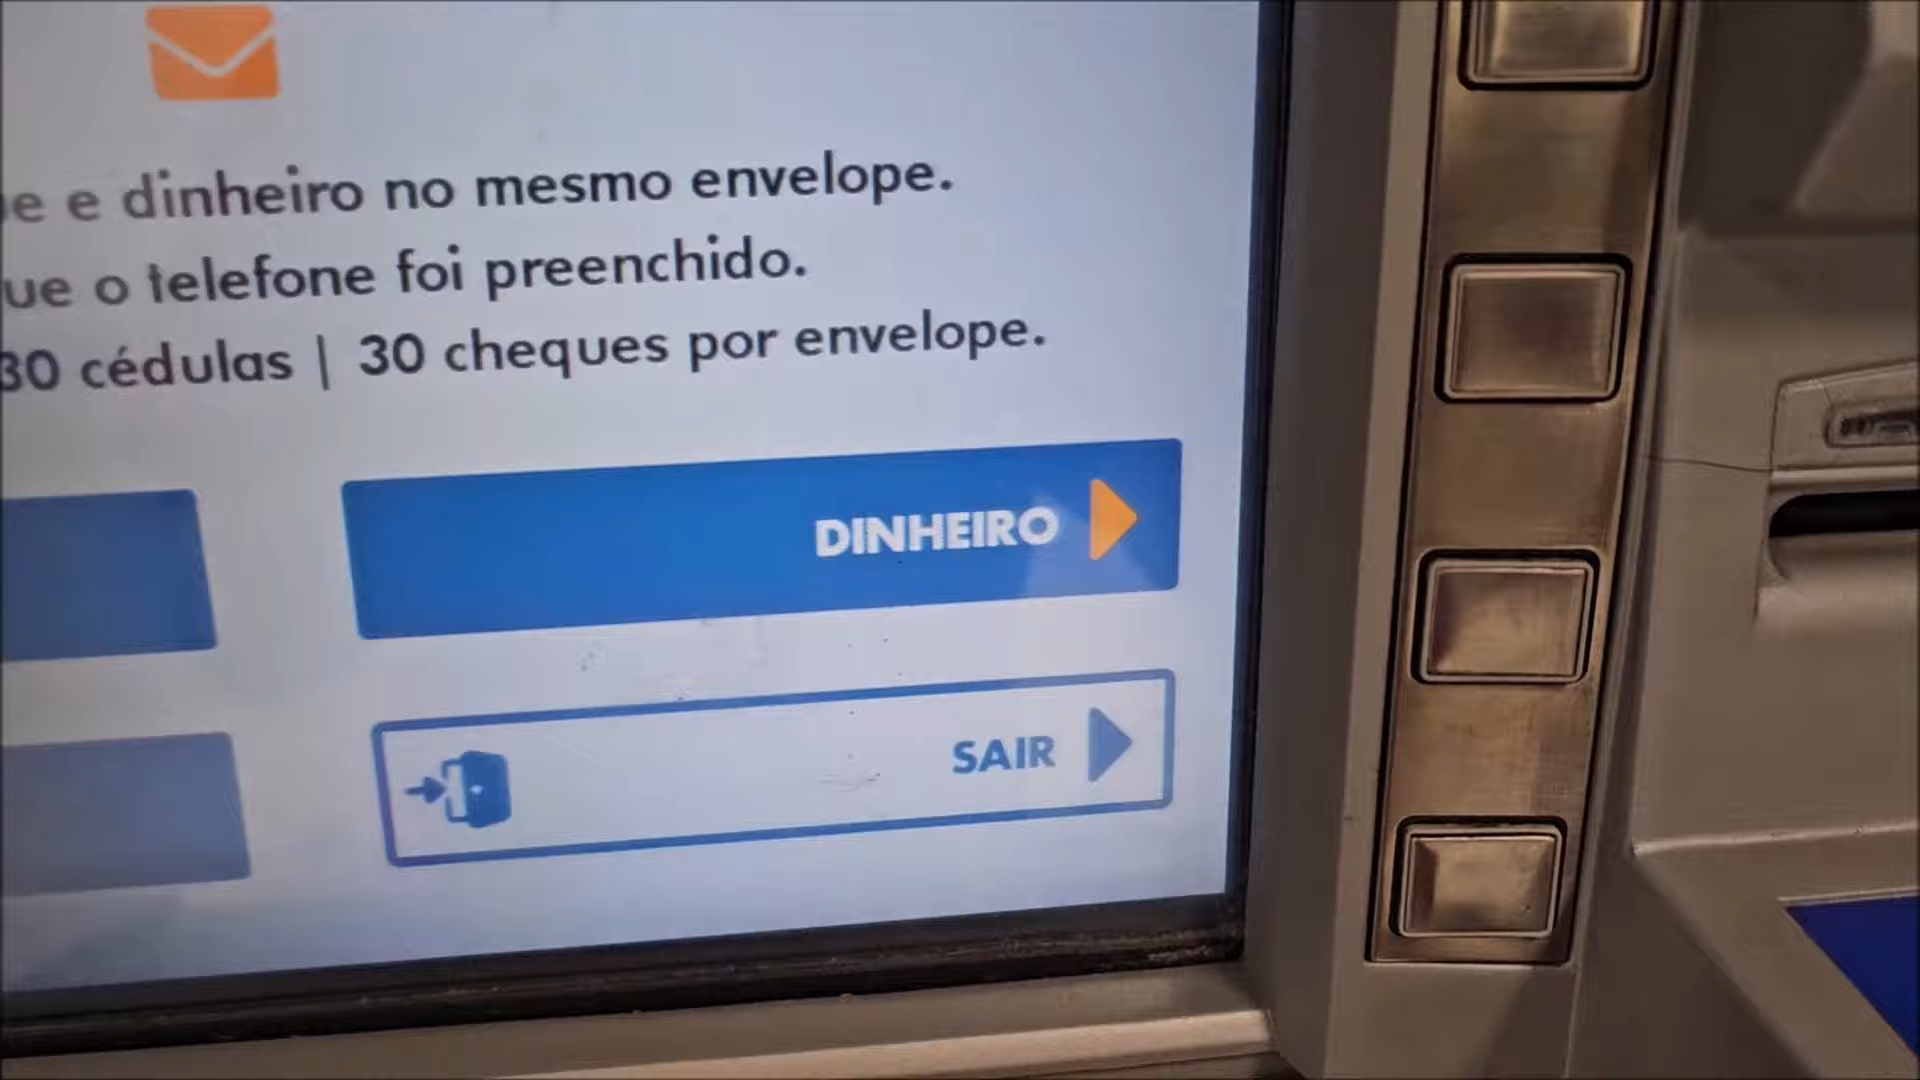 e e dinheiro no mesmo envelope.
ue o telefone foi preenchido.
30 cédulas | 30 cheques por envelope.
DINHEIRO
SAIR